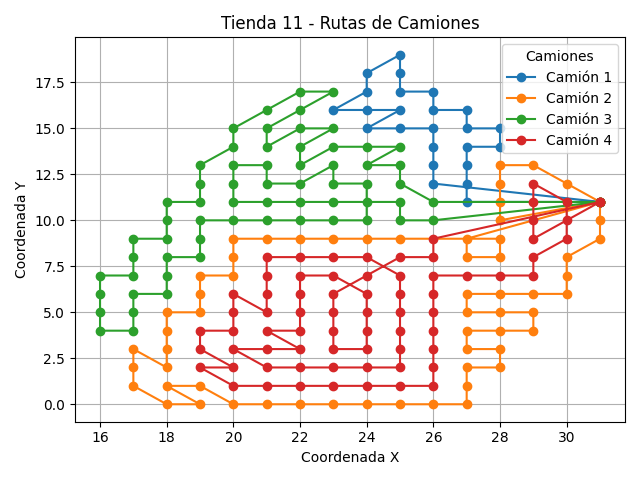 Tienda 11 - Rutas de Camiones
Camiones
Camión 1
Camión 2
Camión 3
Camión 4
Coordenada Y
17.5
15.0
12.5
10.0
7.5
5.0
2.5
0.0
16 18 20 22 24 26 28 30
Coordenada X